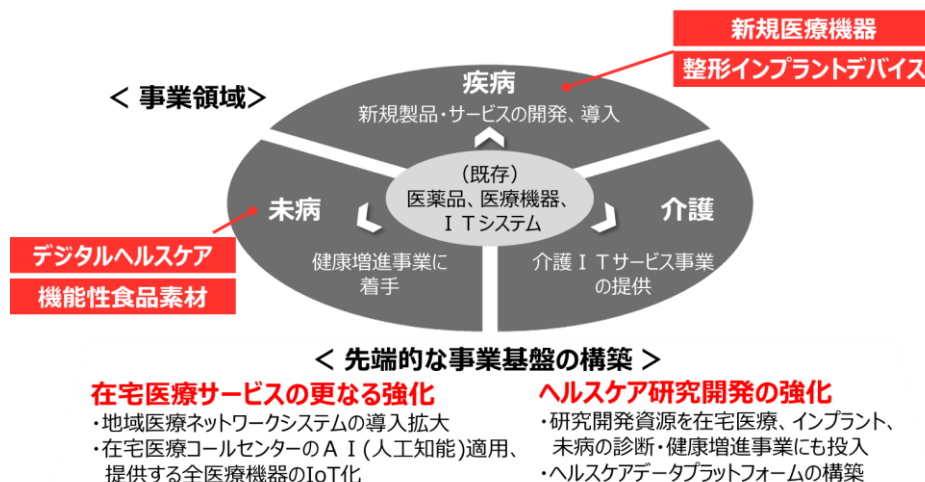 新規医療機器
整形インプラントデバイス
< 事業領域>
疾病
新規製品・サービスの開発、導入
(既存)
医薬品、医療機器、
ＩＴシステム
未病
介護
デジタルヘルスケア
機能性食品素材
健康増進事業に
着手
介護ＩＴサービス事業
の提供
< 先端的な事業基盤の構築 >
在宅医療サービスの更なる強化
・地域医療ネットワークシステムの導入拡大
・在宅医療コールセンターのＡＩ(人工知能)適用、
提供する全医療機器のIoT化
ヘルスケア研究開発の強化
・研究開発資源を在宅医療、インプラント、
未病の診断・健康増進事業にも投入
・ヘルスケアデータプラットフォームの構築